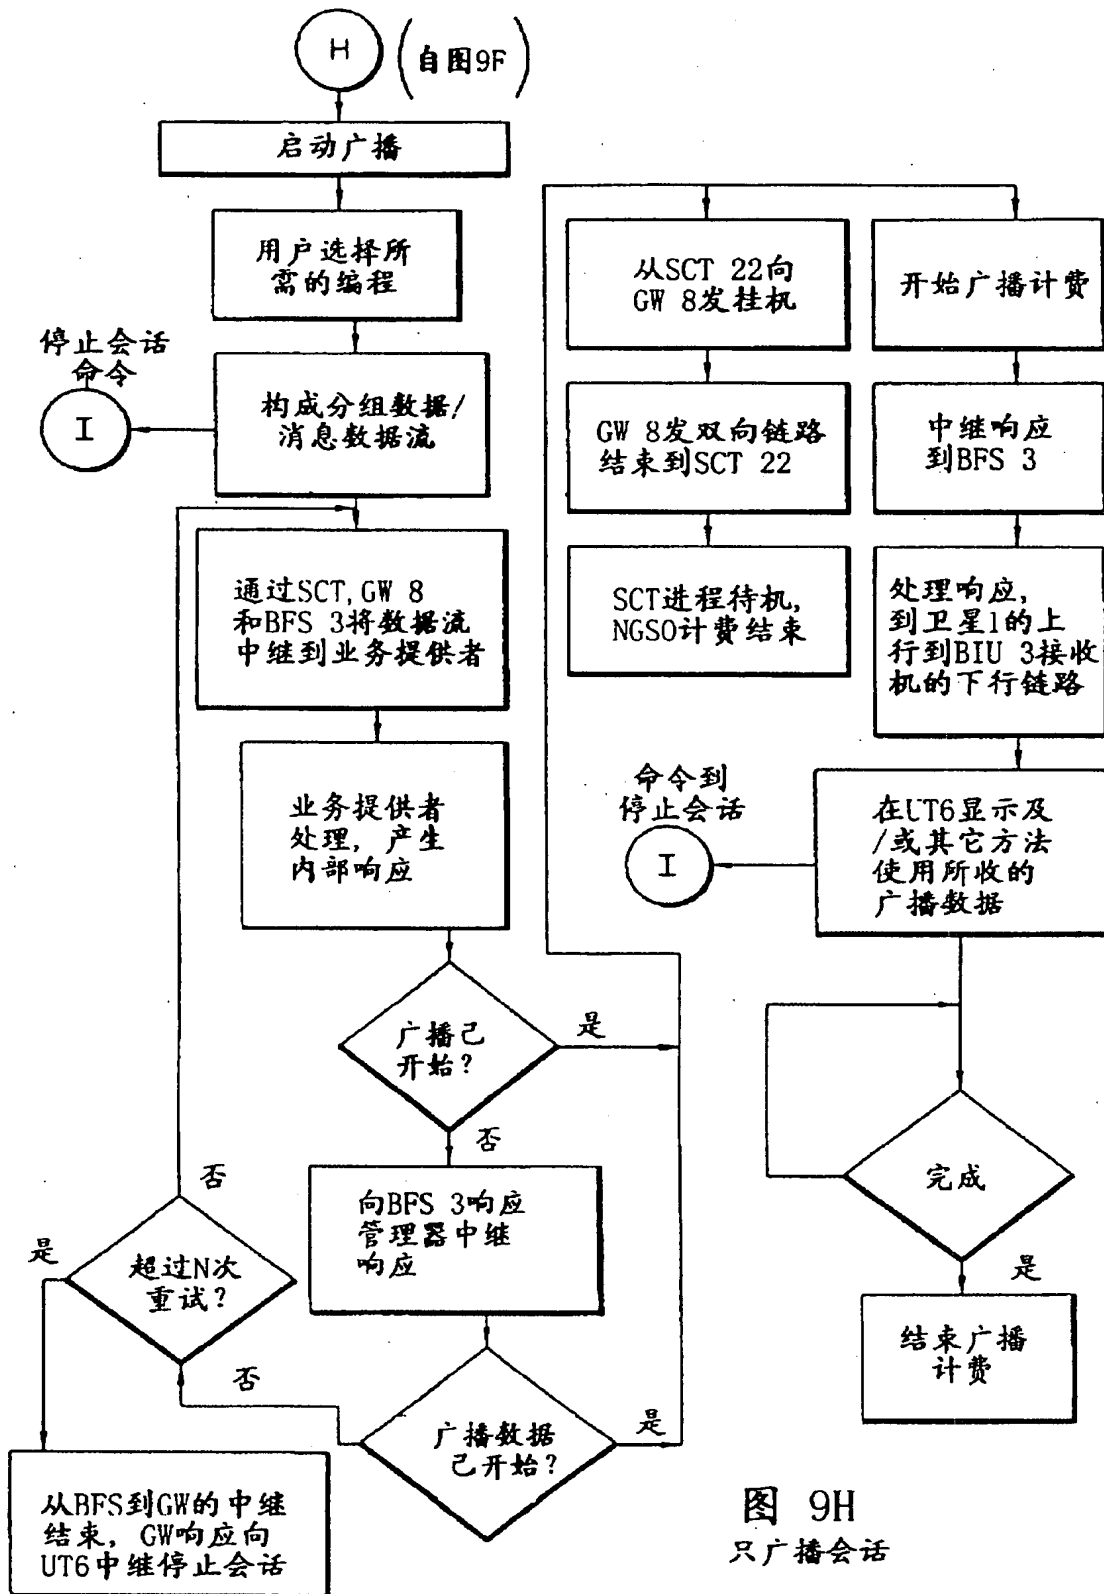 H
(自图9F)
启动广播
用户选择所
需的编程
停止会话
命令
I
构成分组数据/
消息数据流
通过SCT, GW 8
和BFS 3将数据流
中继到业务提供者
业务提供者
处理, 产生
内部响应
广播已
开始?
是
否
向BFS 3响应
管理器中继
响应
否
超过N次
重试?
是
否
广播数据
已开始?
是
从BFS到GW的中继
结束, GW响应向
UT6中继停止会话
从SCT 22向
GW 8发挂机
GW 8发双向链路
结束到SCT 22
SCT进程待机,
NGSO计费结束
开始广播计费
中继响应
到BFS 3
处理响应,
到卫星1的上
行到BIU 3接收
机的下行链路
命令到
停止会话
I
在UT6显示及
/或其它方法
使用所收的
广播数据
完成
是
结束广播
计费
图 9H
只广播会话